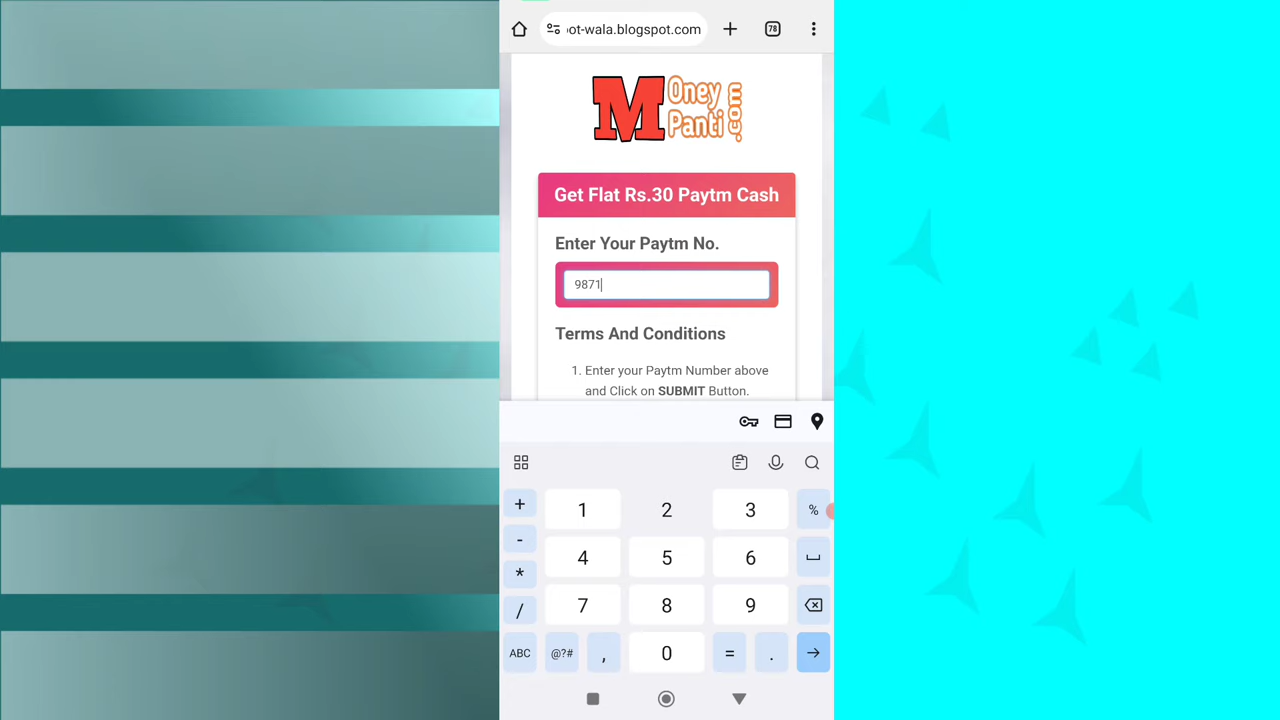 ot-wala.blogspot.com
78
Money
Panti
.com
Get Flat Rs.30 Paytm Cash
Enter Your Paytm No.
9871
Terms And Conditions
1. Enter your Paytm Number above
and Click on SUBMIT Button.
+ 1 2 3 %
- 4 5 6
* 7 8 9
/
ABC @?# , 0 = .